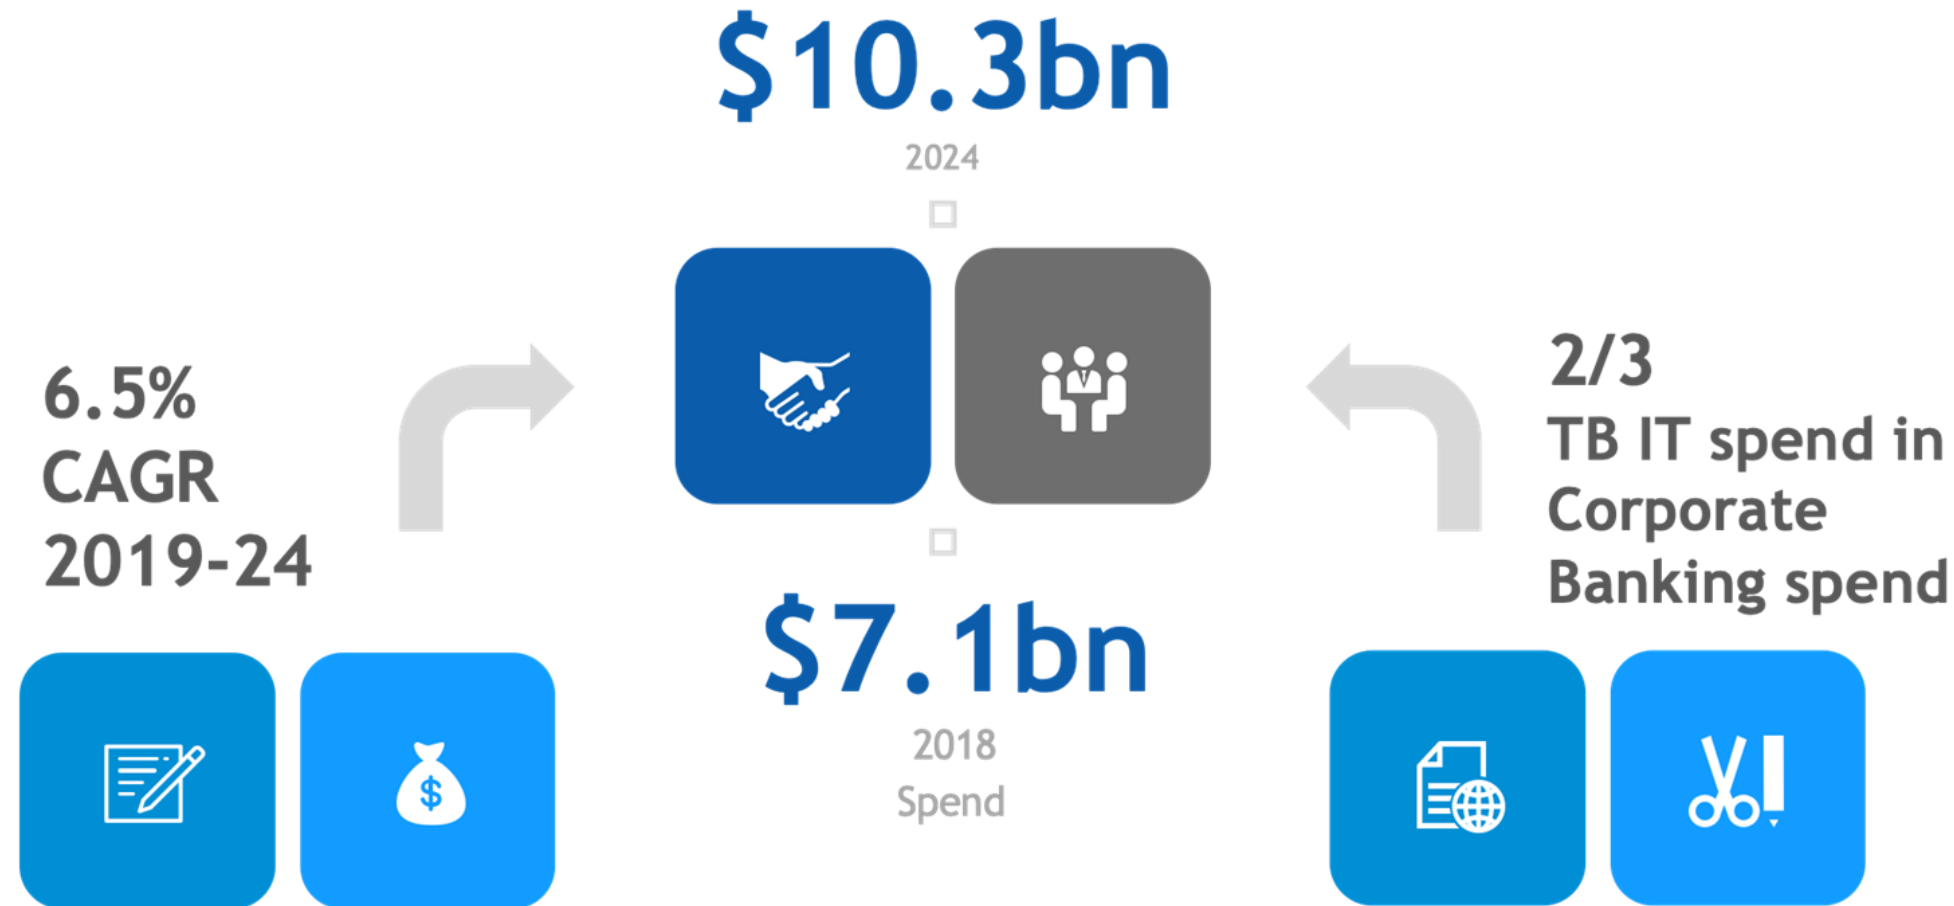 $10.3bn
2024
6.5%
CAGR
2019-24
2/3
TB IT spend in
Corporate
Banking spend
$7.1bn
2018
Spend
$